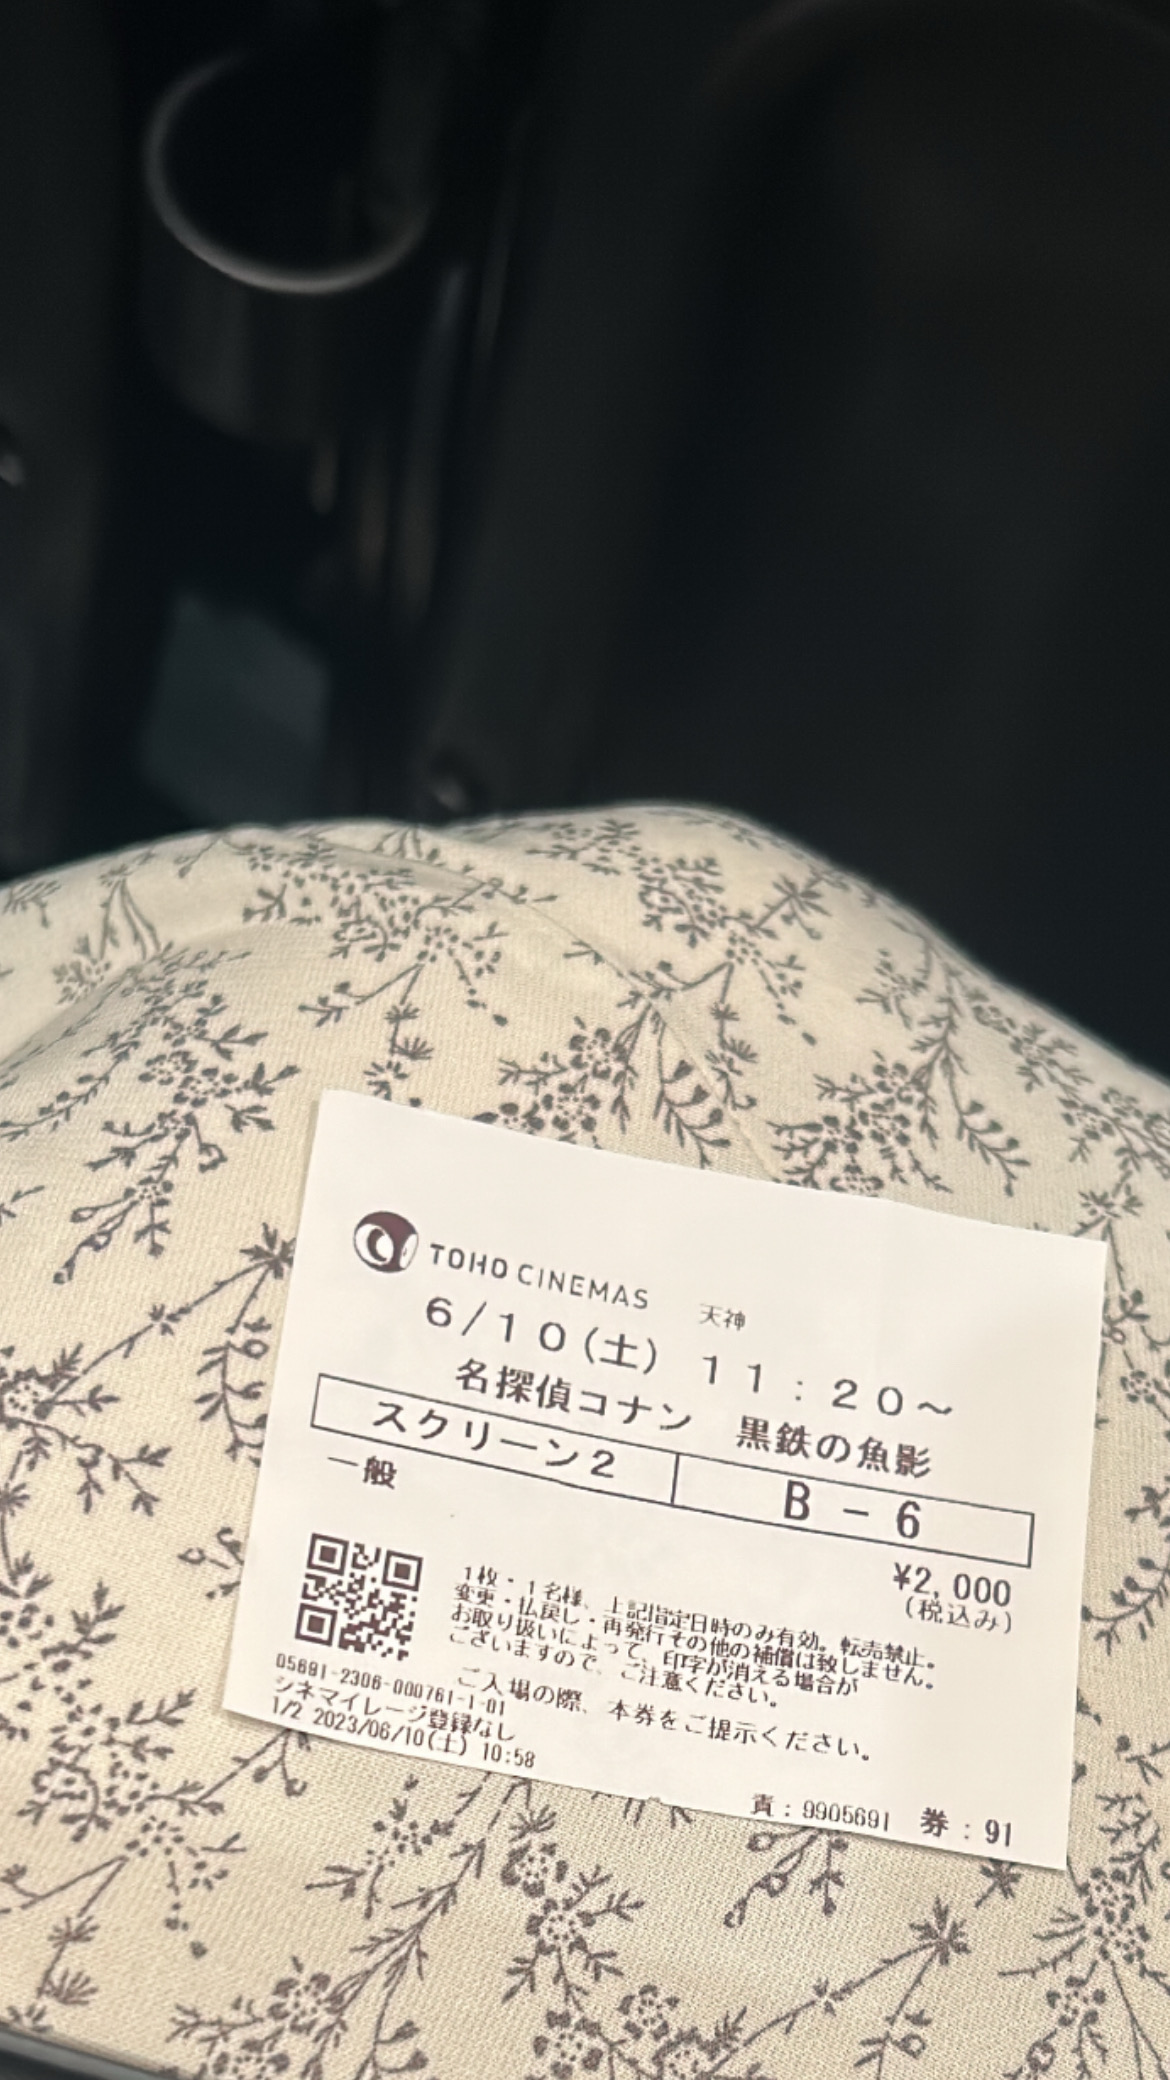 TOHO CINEMAS 天神
6/10(土) 11:20~
名探偵コナン 黒鉄の魚影
スクリーン2 B-6
一般
¥2,000
(税込み)
1枚・1名様、上記指定日時のみ有効。転売禁止。
変更・払戻し・再発行その他の補償は致しません。
お取り扱いによって、印字が消える場合が
ございますので、ご注意ください。
ご入場の際、本券をご提示ください。
05691-2306-000761-1-01
シネマイレージ登録なし
1/2 2023/06/10(土) 10:58
責:9905691 券:91